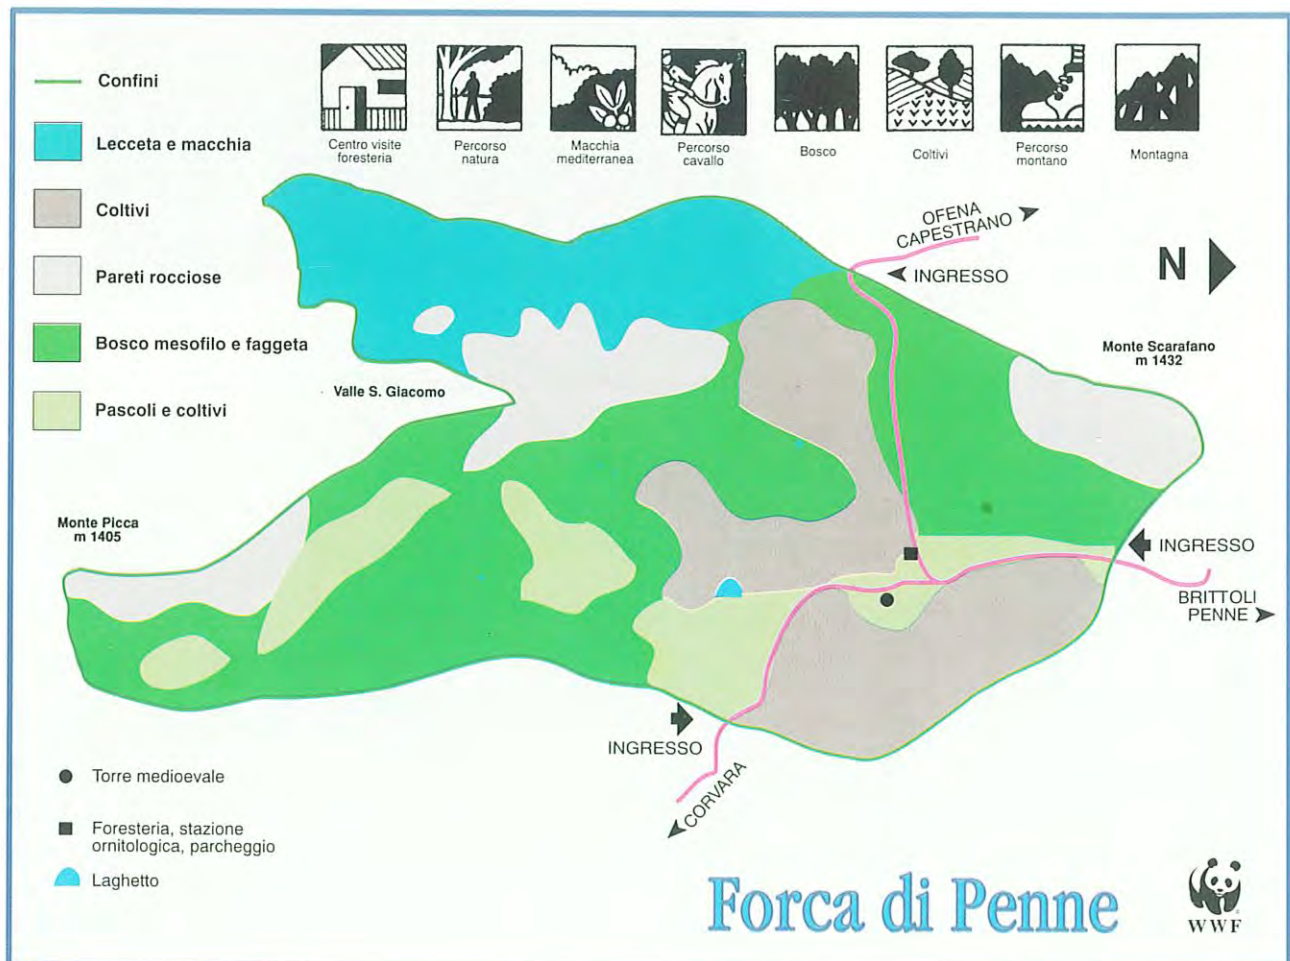 Confini
Lecceta e macchia
Coltivi
Pareti rocciose
Bosco mesofilo e faggeta
Pascoli e coltivi
Centro visite
foresteria
Percorso
natura
Macchia
mediterranea
Percorso
cavallo
Bosco
Coltivi
Percorso
montano
Montagna
OFENA
CAPESTRANO
INGRESSO
N
Monte Scarafano
m 1432
Valle S. Giacomo
Monte Picca
m 1405
INGRESSO
BRITTOLI
PENNE
INGRESSO
CORVARA
Torre medioevale
Foresteria, stazione
ornitologica, parcheggio
Laghetto
Forca di Penne
WWF